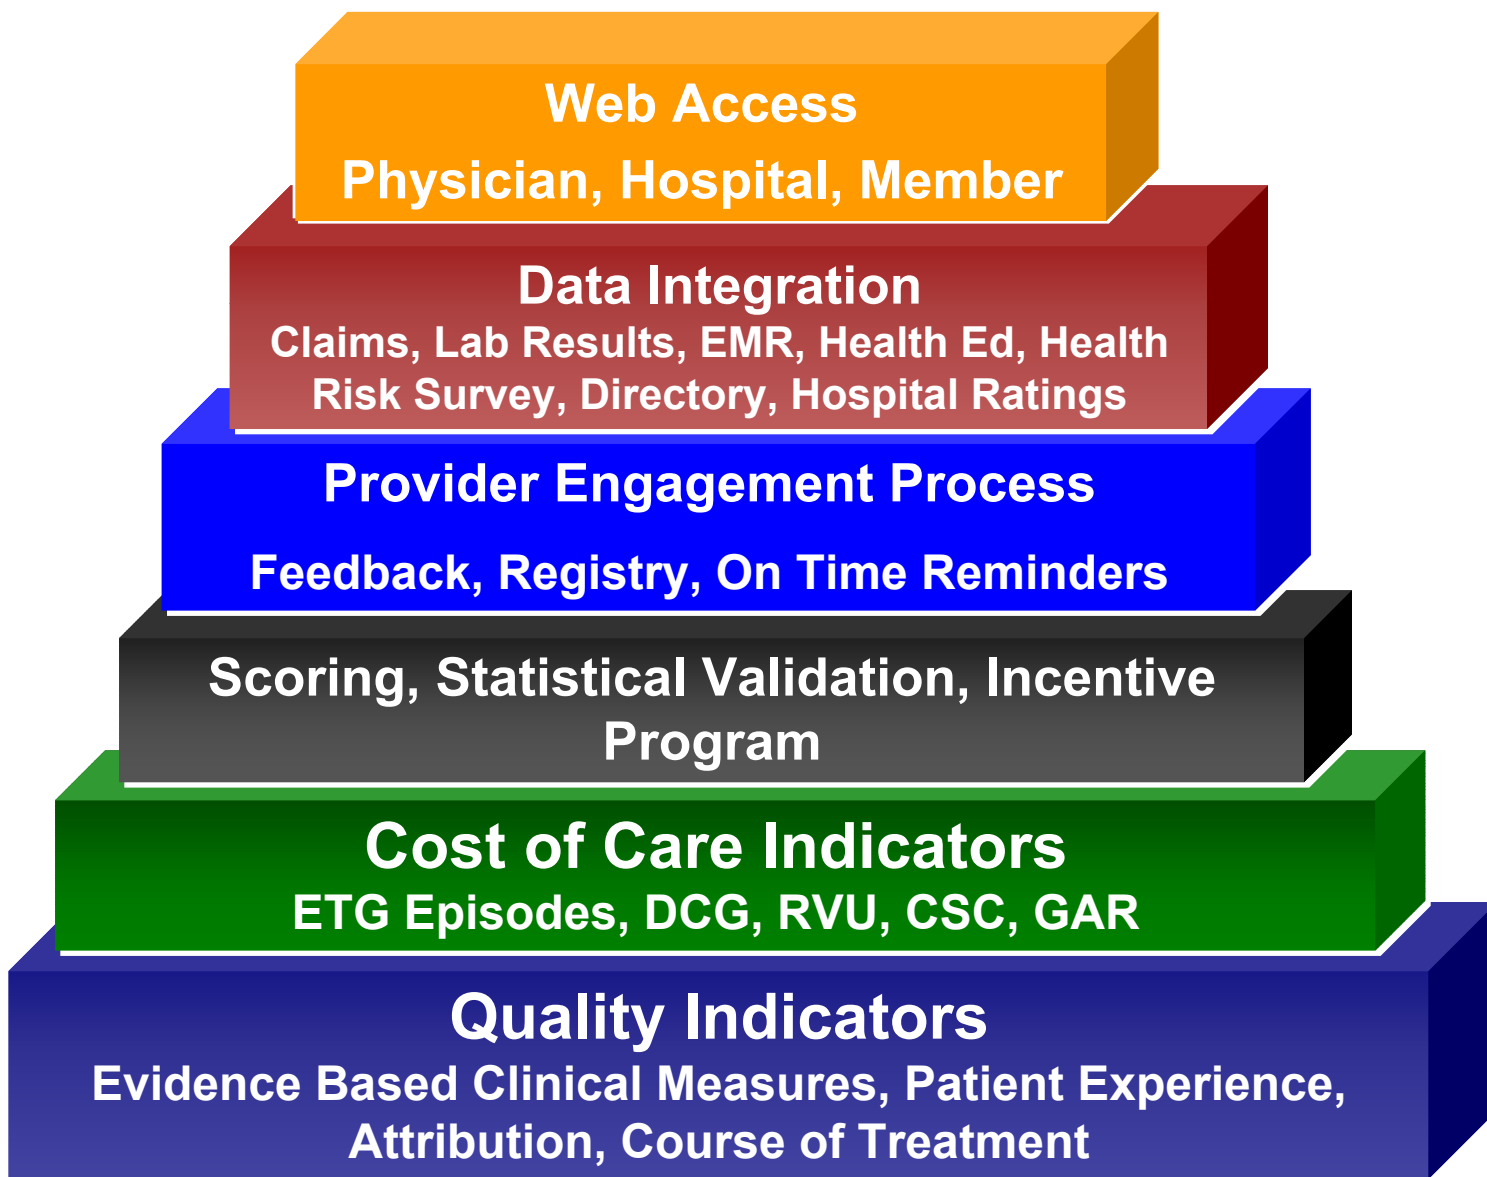 Web Access
Physician, Hospital, Member
Data Integration
Claims, Lab Results, EMR, Health Ed, Health
Risk Survey, Directory, Hospital Ratings
Provider Engagement Process
Feedback, Registry, On Time Reminders
Scoring, Statistical Validation, Incentive
Program
Cost of Care Indicators
ETG Episodes, DCG, RVU, CSC, GAR
Quality Indicators
Evidence Based Clinical Measures, Patient Experience,
Attribution, Course of Treatment